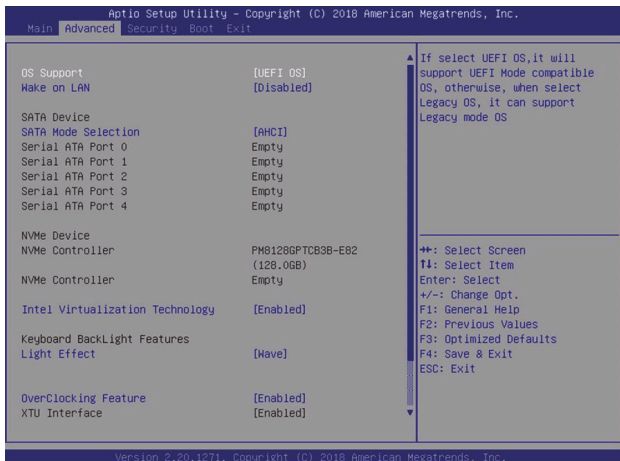 Aptio Setup Utility – Copyright (C) 2018 American Megatrends, Inc.
Main Advanced Security Boot Exit
OS Support [UEFI OS]
Wake on LAN [Disabled]
SATA Device
SATA Mode Selection [AHCI]
Serial ATA Port 0 Empty
Serial ATA Port 1 Empty
Serial ATA Port 2 Empty
Serial ATA Port 3 Empty
Serial ATA Port 4 Empty
NVMe Device
NVMe Controller PM8128GPTCB3B-E82
(128.0GB)
NVMe Controller Empty
Intel Virtualization Technology [Enabled]
Keyboard BackLight Features
Light Effect [Wave]
OverClocking Feature [Enabled]
XTU Interface [Enabled]
If select UEFI OS,it will
support UEFI Mode compatible
OS, otherwise, when select
Legacy OS, it can support
Legacy mode OS
→←: Select Screen
↑↓: Select Item
Enter: Select
+/-: Change Opt.
F1: General Help
F2: Previous Values
F3: Optimized Defaults
F4: Save & Exit
ESC: Exit
Version 2.20.1271. Copyright (C) 2018 American Megatrends, Inc.